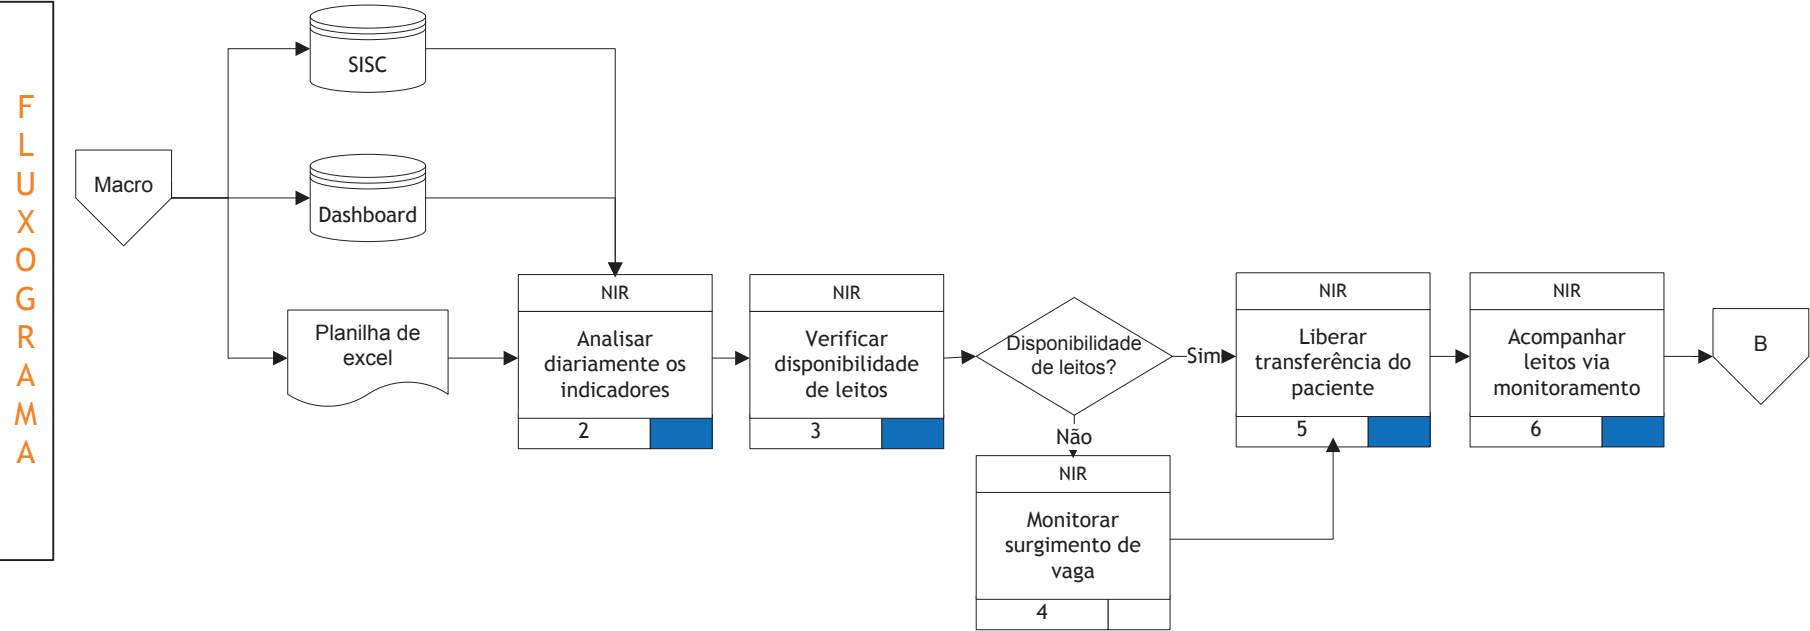 FLUXOGRAMA
Macro
SISC
Dashboard
Planilha de
excel
NIR
Analisar
diariamente os
indicadores
2
NIR
Verificar
disponibilidade
de leitos
3
Disponibilidade
de leitos?
Sim
Não
NIR
Monitorar
surgimento de
vaga
4
NIR
Liberar
transferência do
paciente
5
NIR
Acompanhar
leitos via
monitoramento
6
B